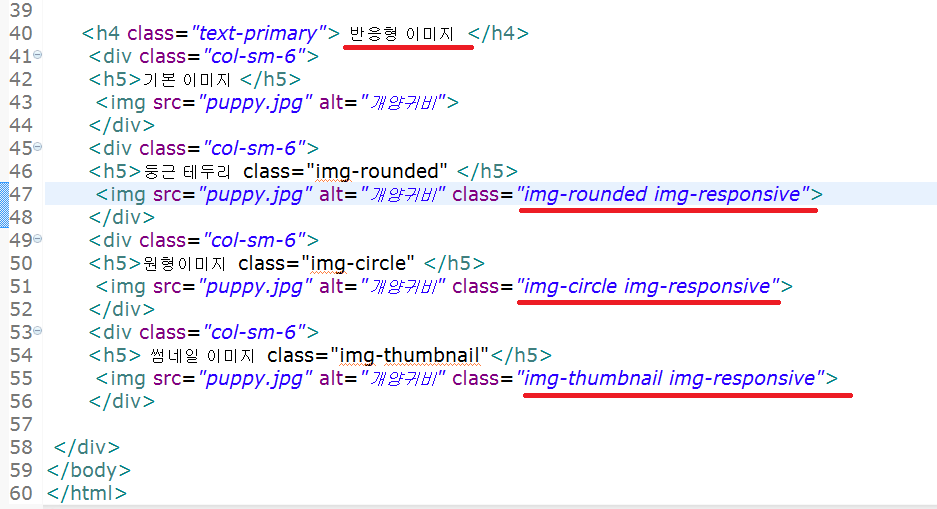 39
40 <h4 class="text-primary"> 반응형 이미지 </h4>
41 <div class="col-sm-6">
42 <h5>기본 이미지 </h5>
43 <img src="puppy.jpg" alt="개양귀비">
44 </div>
45 <div class="col-sm-6">
46 <h5>둥근 테두리 class="img-rounded" </h5>
47 <img src="puppy.jpg" alt="개양귀비" class="img-rounded img-responsive">
48 </div>
49 <div class="col-sm-6">
50 <h5>원형이미지 class="img-circle" </h5>
51 <img src="puppy.jpg" alt="개양귀비" class="img-circle img-responsive">
52 </div>
53 <div class="col-sm-6">
54 <h5> 썸네일 이미지 class="img-thumbnail"</h5>
55 <img src="puppy.jpg" alt="개양귀비" class="img-thumbnail img-responsive">
56 </div>
57
58 </div>
59 </body>
60 </html>